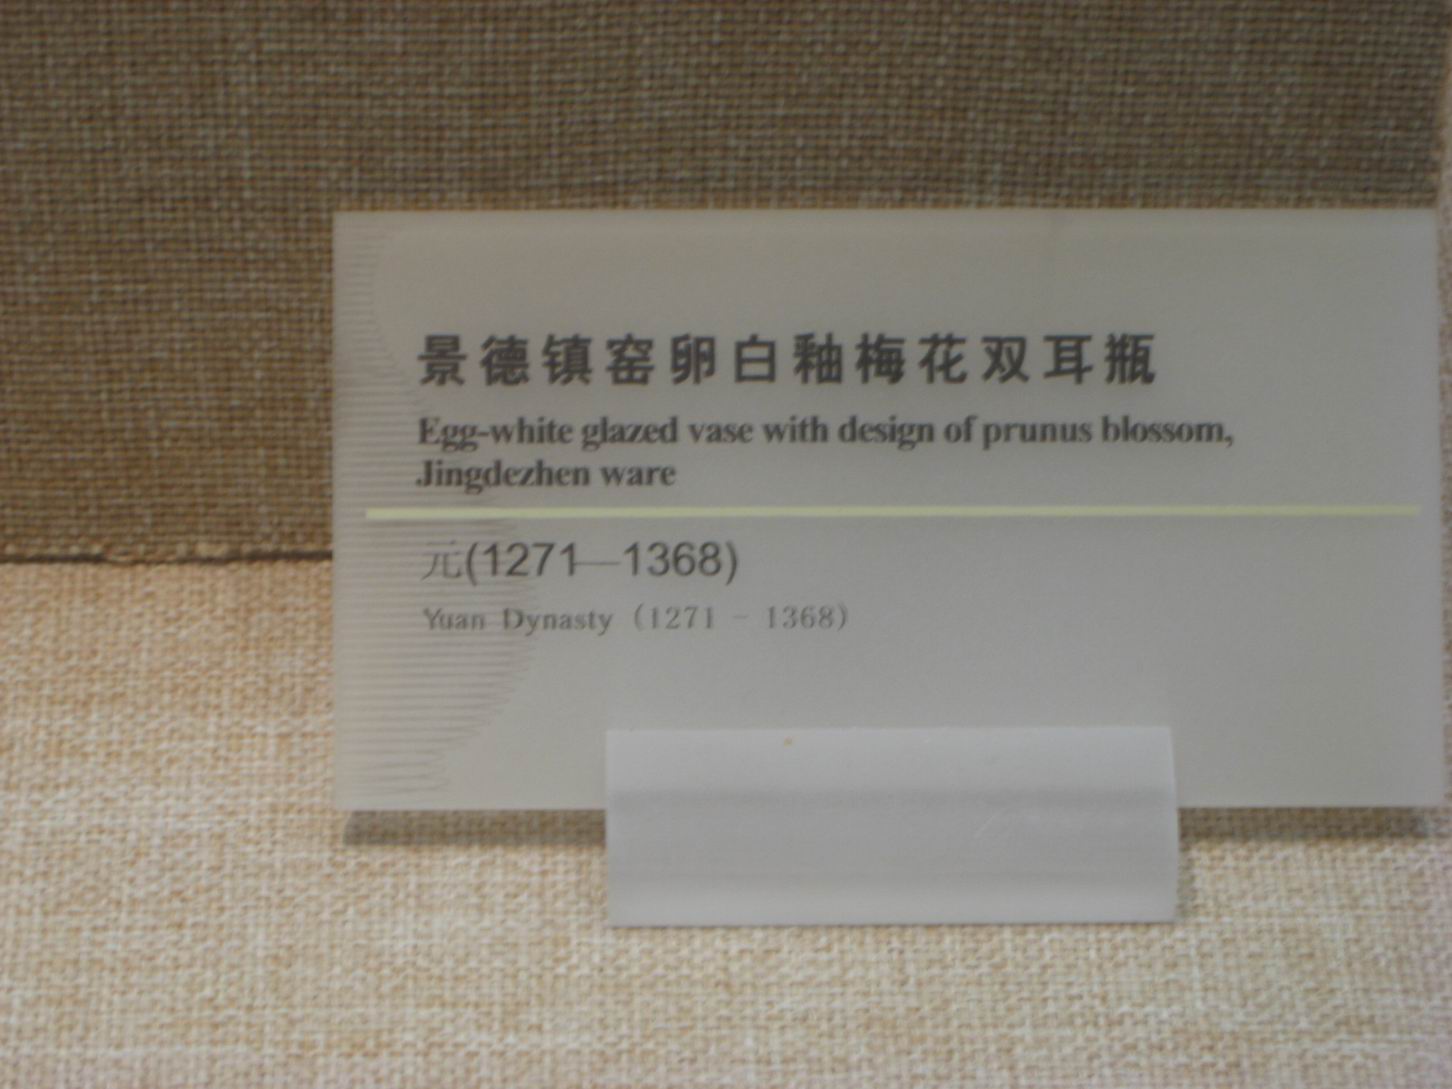 景德镇窑卵白釉梅花双耳瓶
Egg-white glazed vase with design of prunus blossom,
Jingdezhen ware
元(1271—1368)
Yuan Dynasty (1271 - 1368)